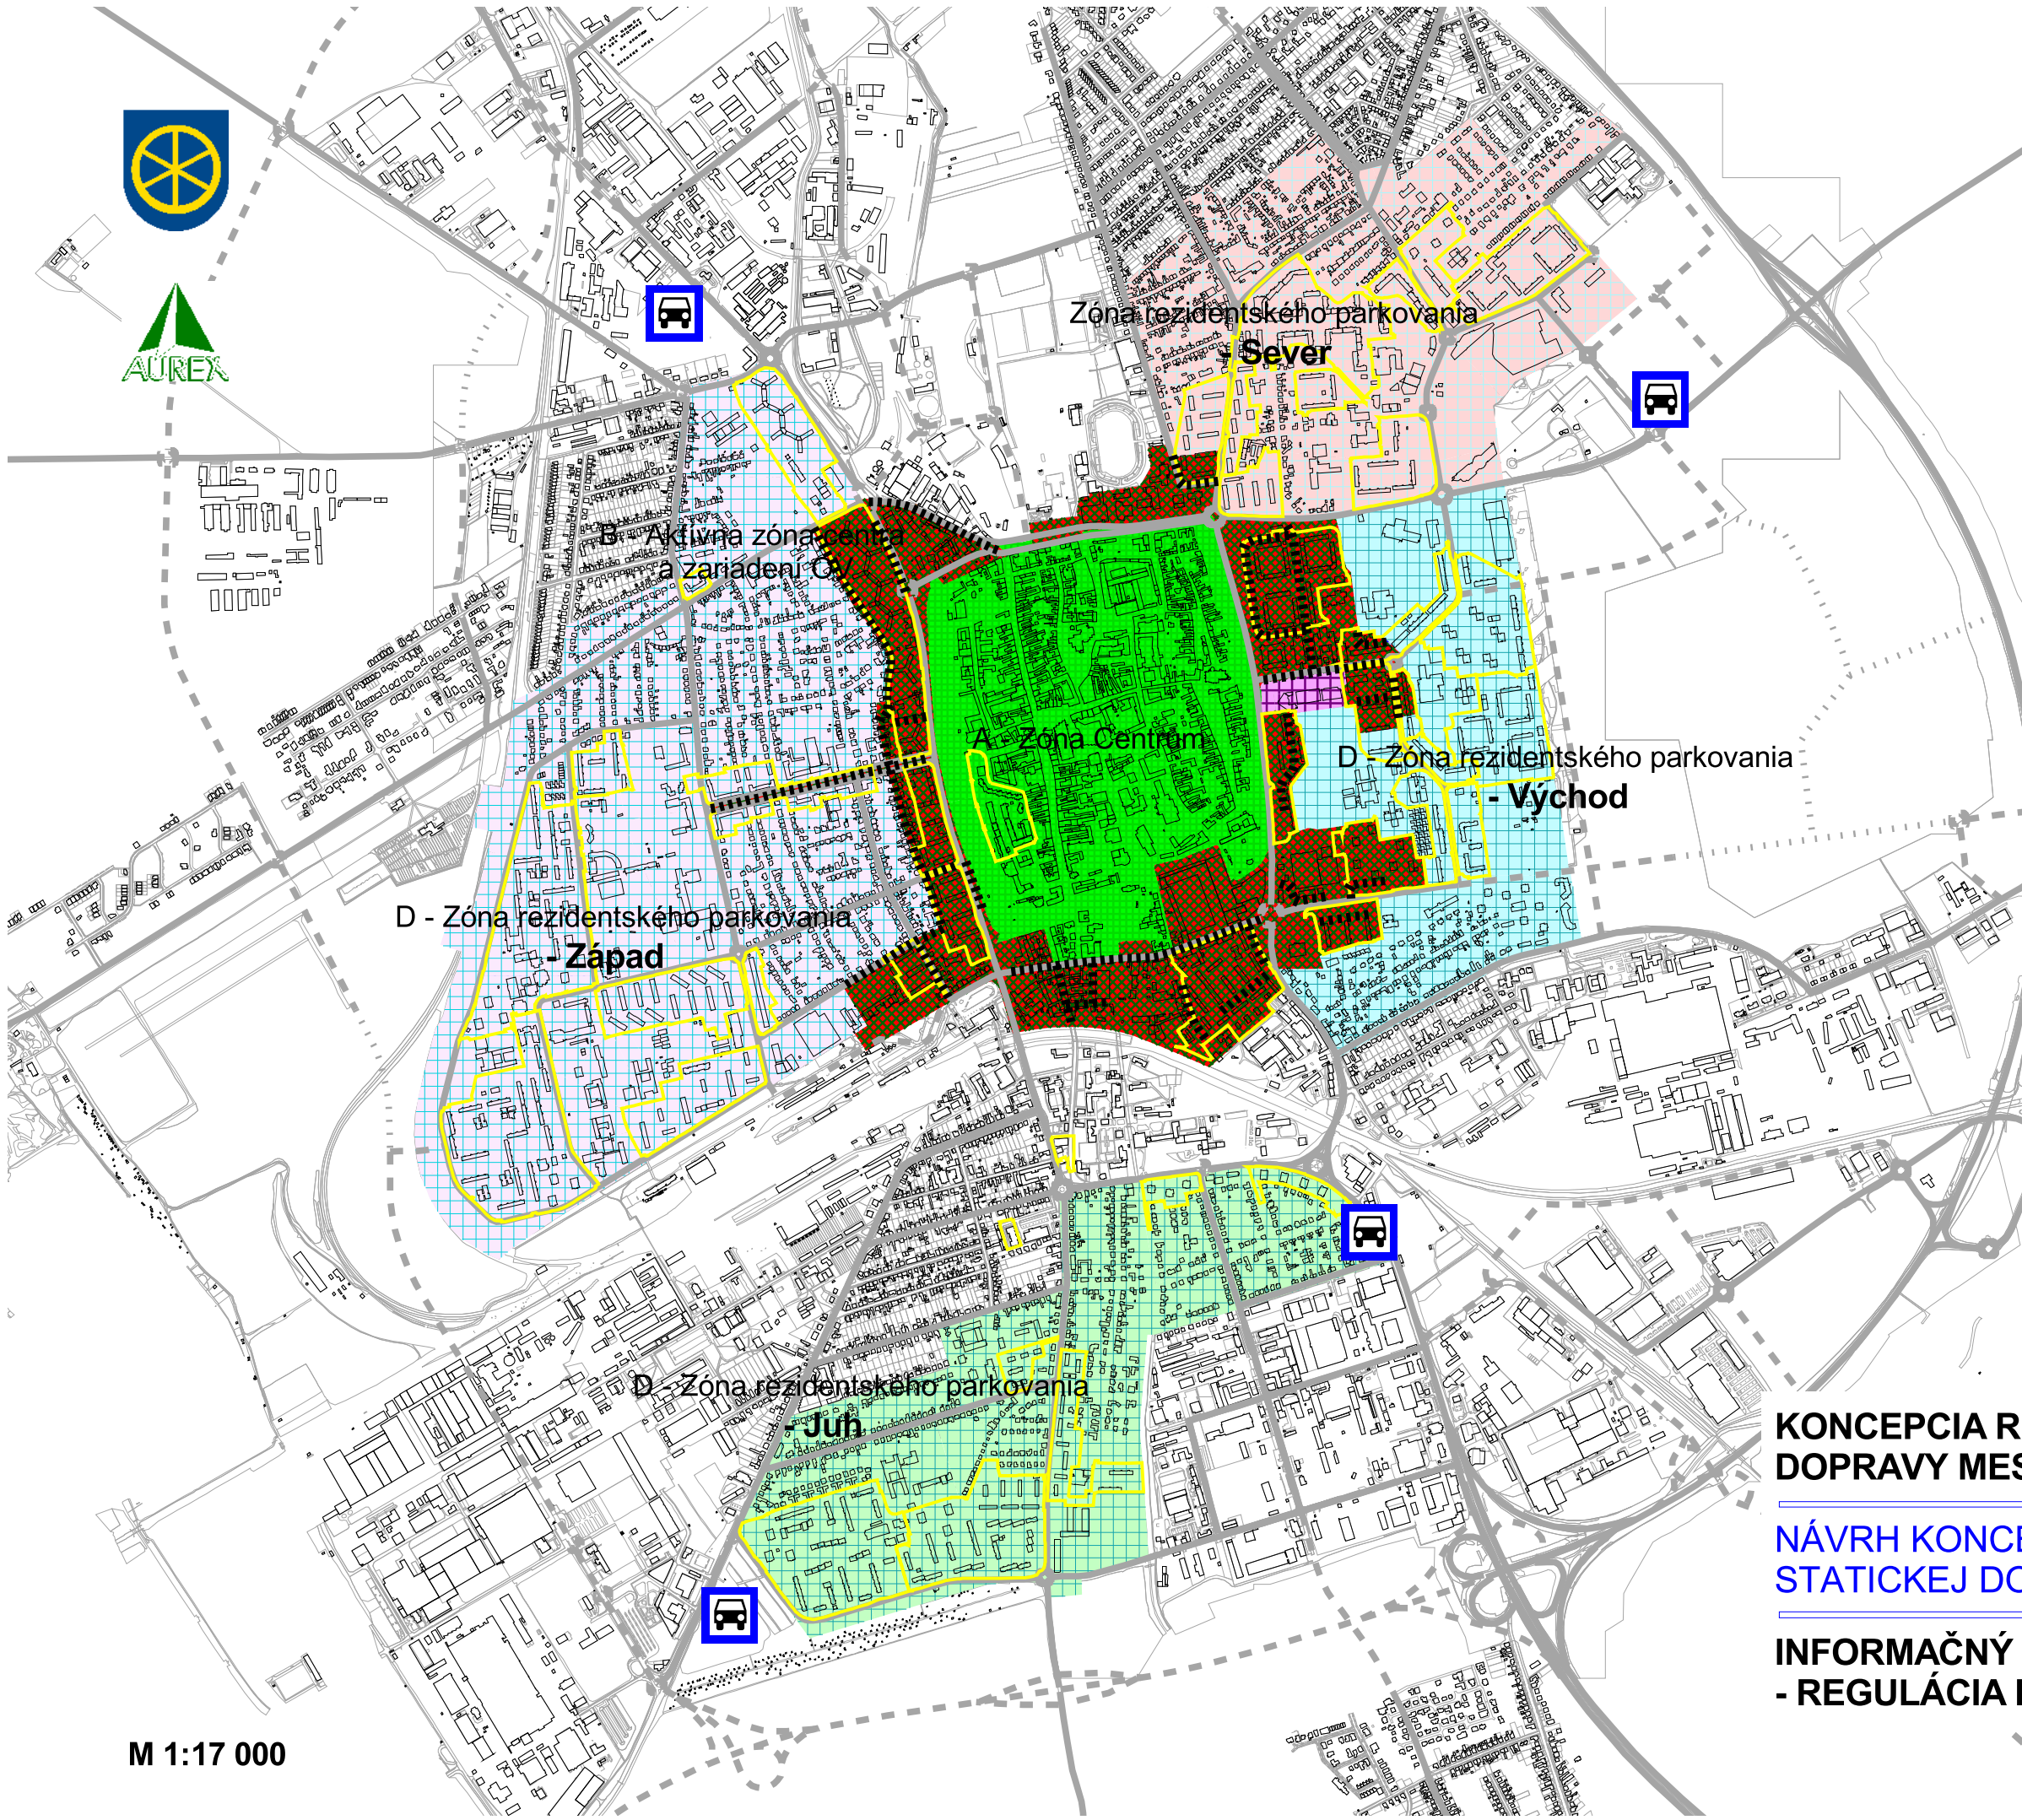 AUREX
Zóna rezidentského parkovania
- Sever
B - Aktívna zóna centra
a zariadení OV
A - Zóna Centrum
D - Zóna rezidentského parkovania
- Východ
D - Zóna rezidentského parkovania
- Západ
D - Zóna rezidentského parkovania
- Juh
KONCEPCIA R
DOPRAVY MES
NÁVRH KONCE
STATICKEJ DO
INFORMAČNÝ
- REGULÁCIA
M 1:17 000